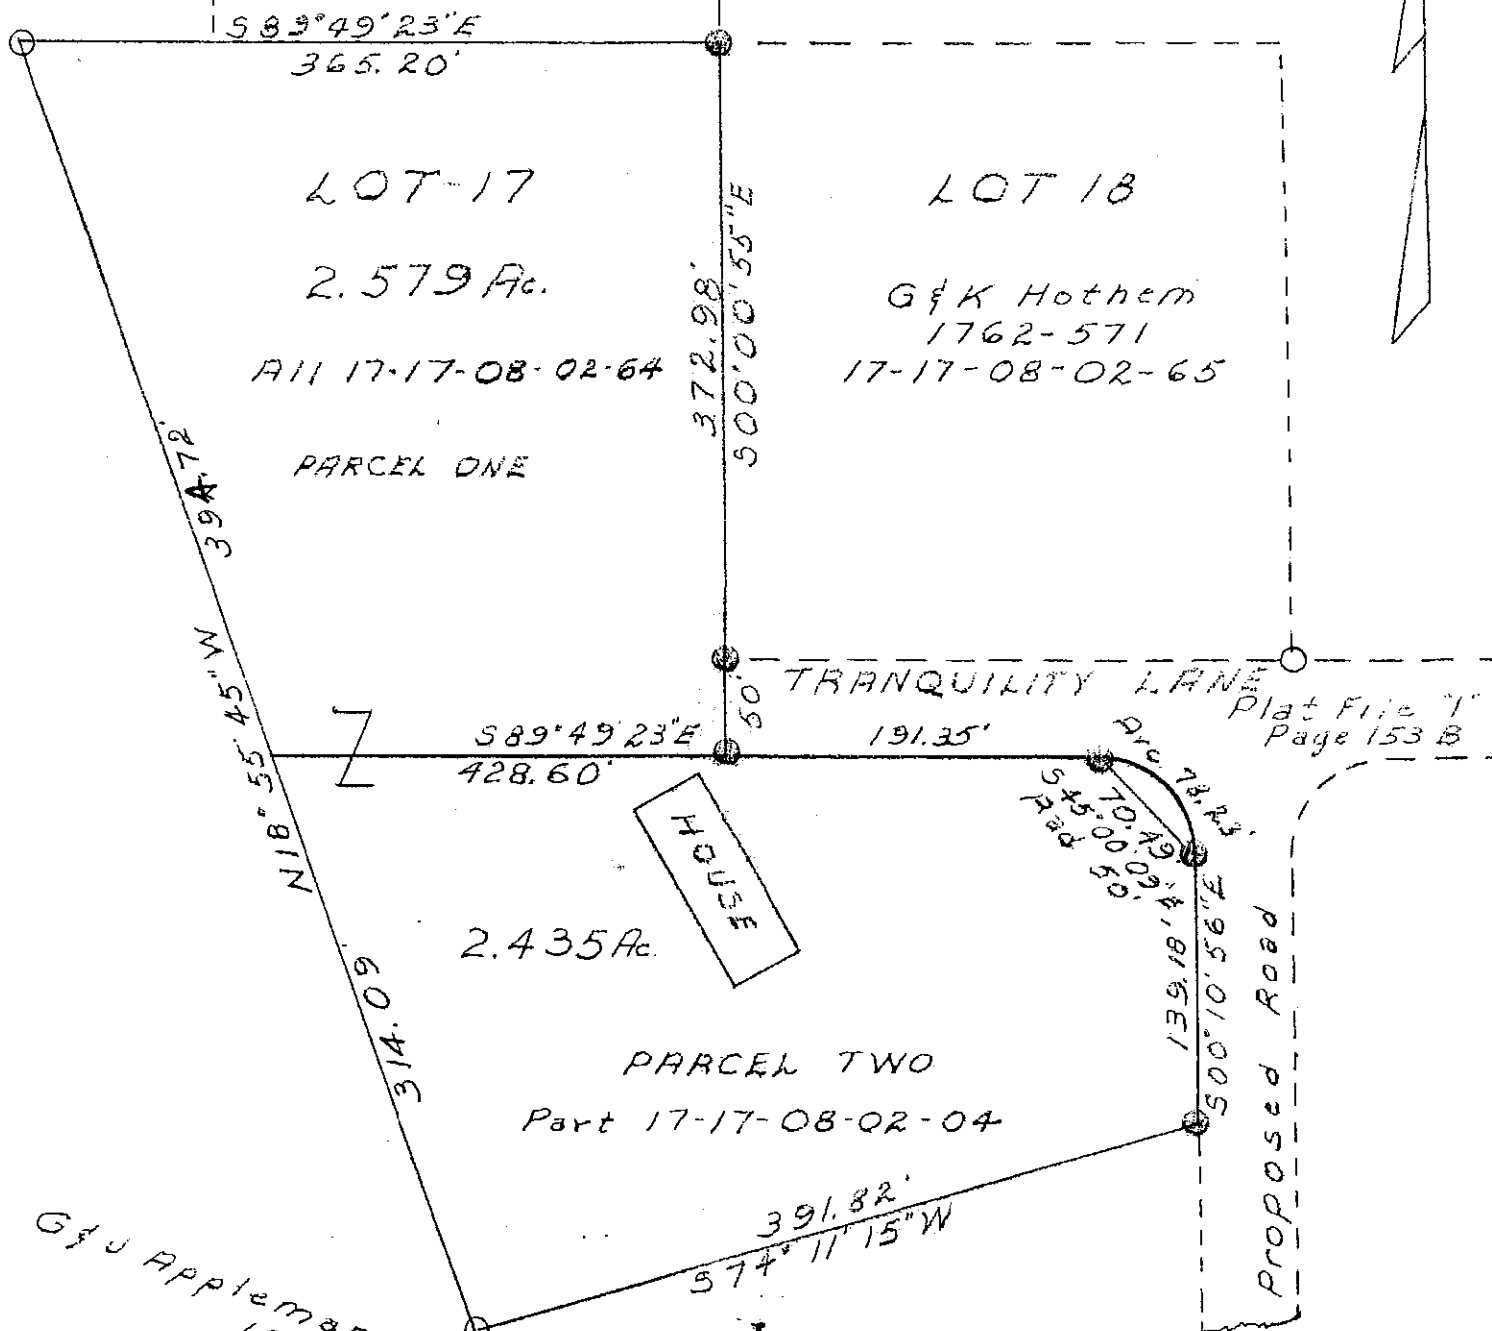 S89°49'23"E
365.20'
LOT-17
2.579 Ac.
All 17-17-08-02-64
PARCEL ONE
372.98'
S00°00'55"E
LOT 18
G & K Hothem
1762-571
17-17-08-02-65
394.72'
N18°55'45"W
314.09
TRANQUILITY LANE
Plat File "1"
Page 153 B
50'
S89°49'23"E
428.60'
191.35'
Arc 78.23'
70.49'
S45°00'09"E
Rad 50'
HOUSE
2.435 Ac.
139.18'
S00°10'56"E
Proposed Road
PARCEL TWO
Part 17-17-08-02-04
391.82'
S74°11'15"W
G & J Appleman